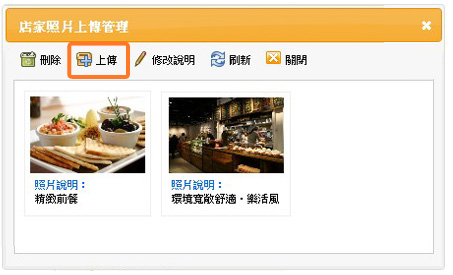 店家照片上傳管理
刪除 上傳 修改說明 刷新 關閉
照片說明：
精緻前餐
照片說明：
環境寬敞舒適・樂活風